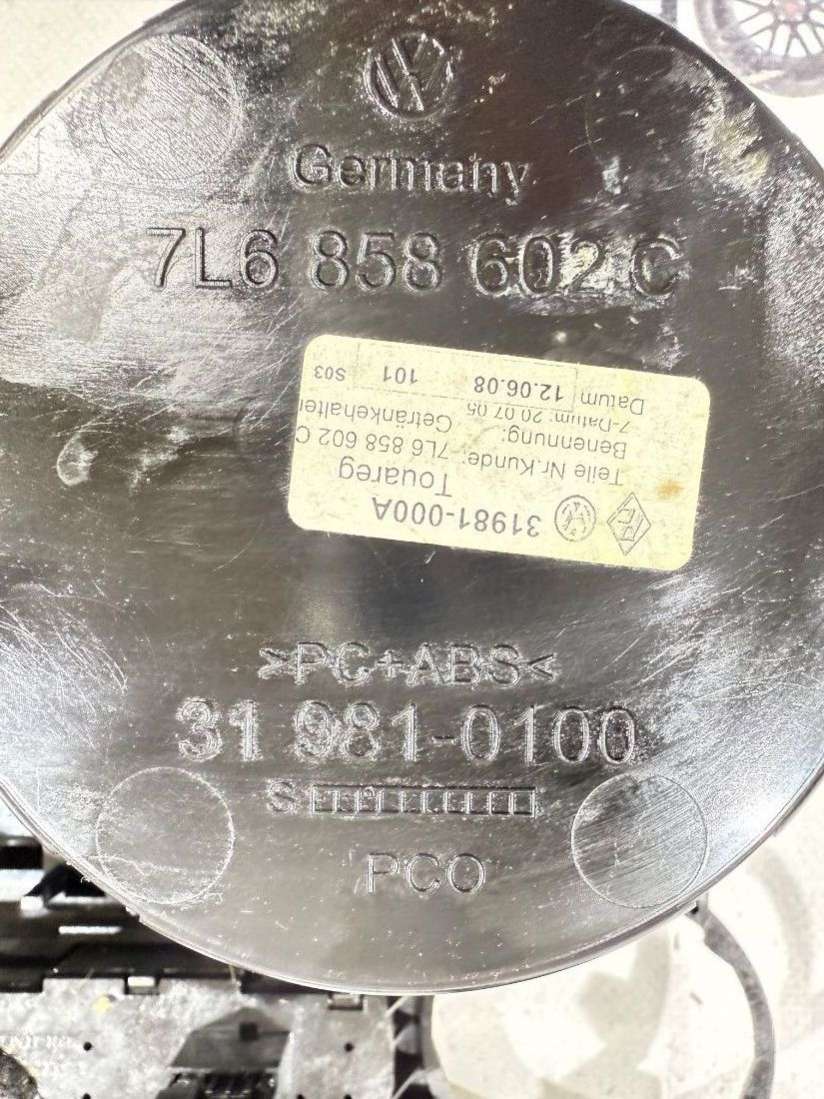 Germany
7L6 858 602 C
31981-000A
Touareg
Teile Nr.Kunde: 7L6 858 602 C
Benennung: Getränkehalter
7-Datum: 20.07.05
Datum 12.06.08 101 S03
>PC+ABS<
31 981-0100
S
PCO